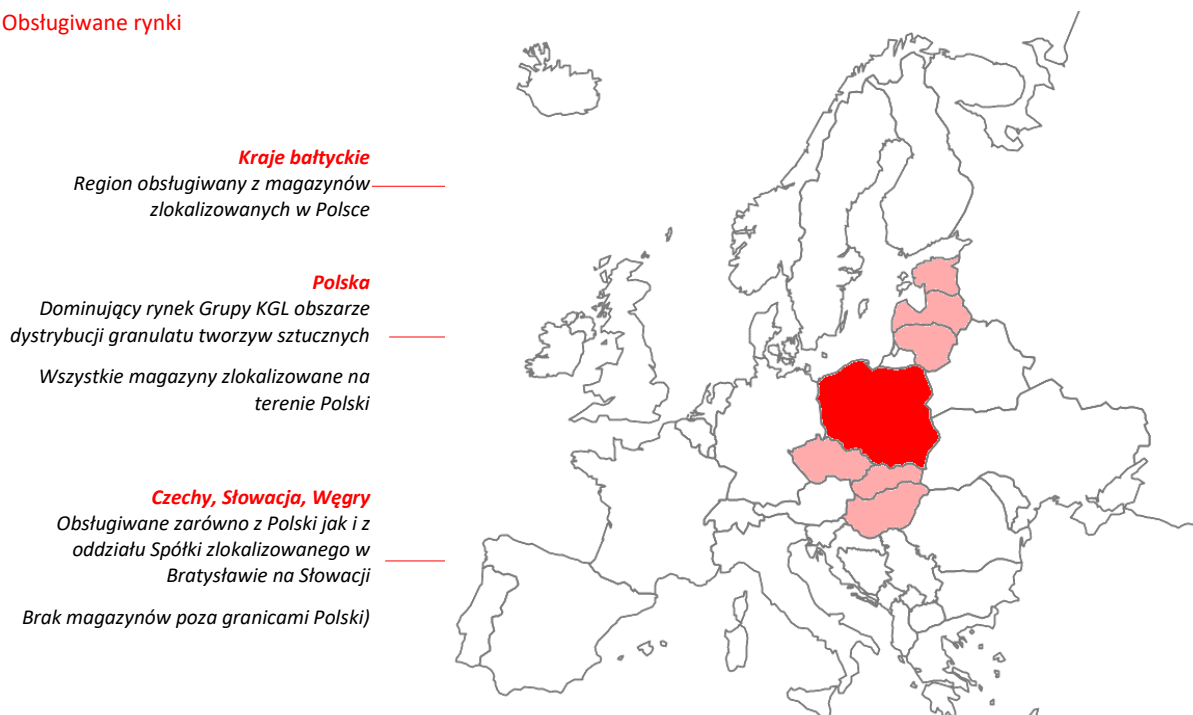 Obsługiwane rynki
Kraje bałtyckie
Region obsługiwany z magazynów
zlokalizowanych w Polsce
Polska
Dominujący rynek Grupy KGL obszarze
dystrybucji granulatu tworzyw sztucznych
Wszystkie magazyny zlokalizowane na
terenie Polski
Czechy, Słowacja, Węgry
Obsługiwane zarówno z Polski jak i z
oddziału Spółki zlokalizowanego w
Bratysławie na Słowacji
Brak magazynów poza granicami Polski)